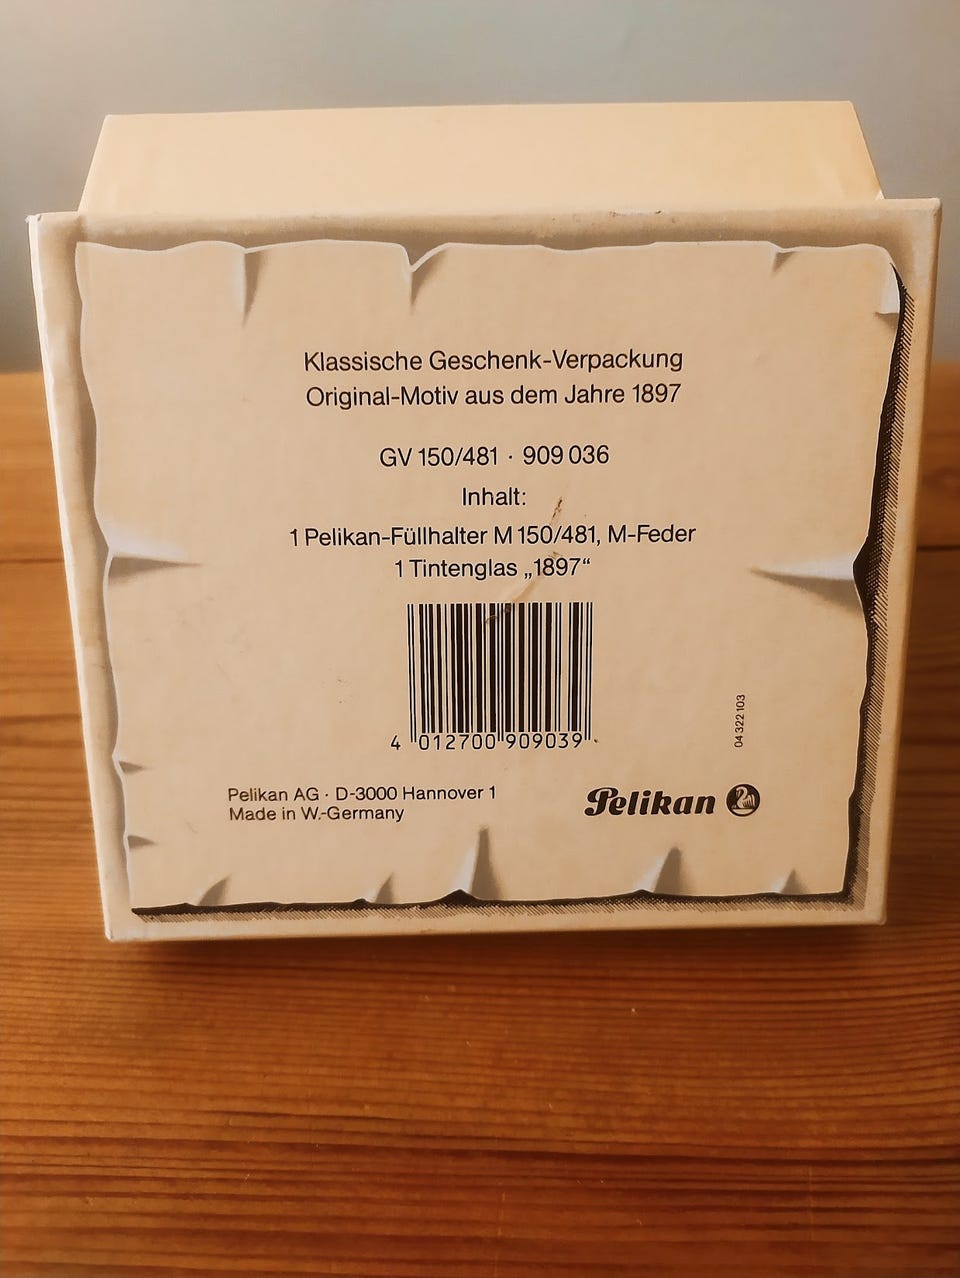 Klassische Geschenk-Verpackung
Original-Motiv aus dem Jahre 1897
GV 150/481 · 909 036
Inhalt:
1 Pelikan-Füllhalter M 150/481, M-Feder
1 Tintenglas „1897“
4 012700 909039
04 322 103
Pelikan AG · D-3000 Hannover 1
Made in W.-Germany
Pelikan